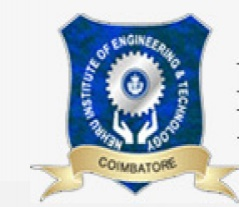 NEHRU INSTITUTE OF ENGINEERING & TECHNOLOGY
COIMBATORE